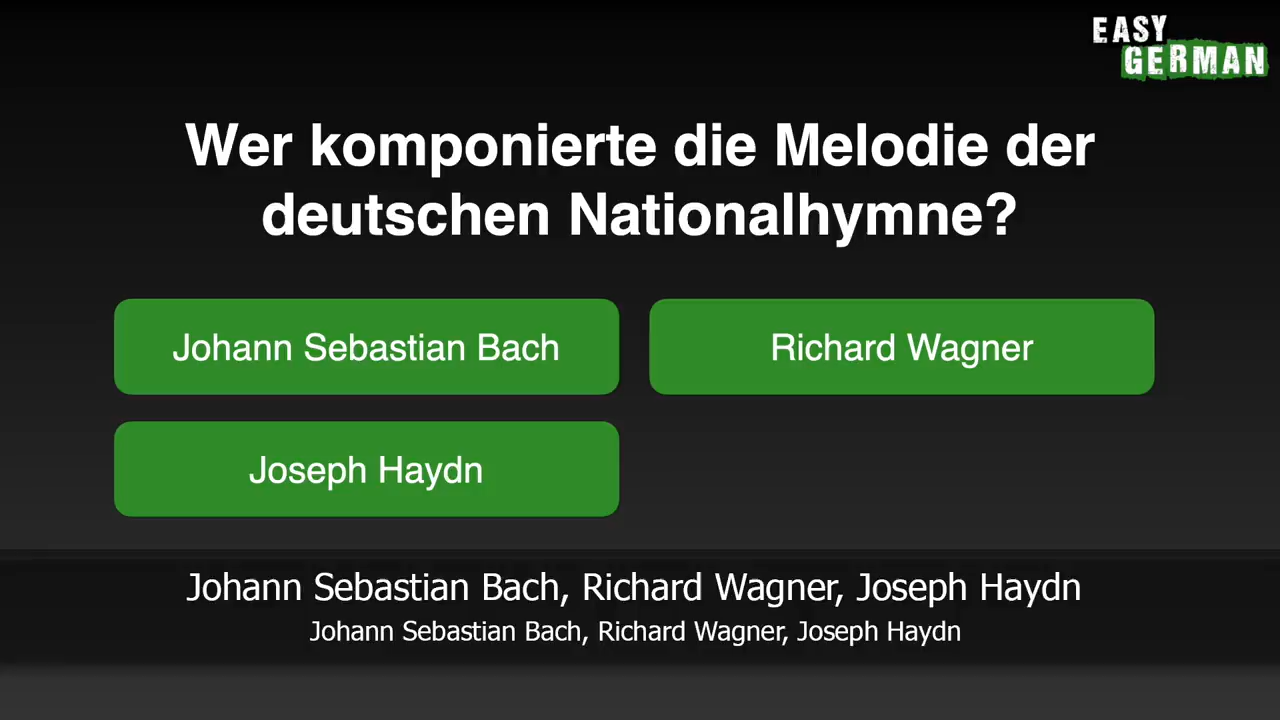 EASY
GERMAN
Wer komponierte die Melodie der
deutschen Nationalhymne?
Johann Sebastian Bach
Richard Wagner
Joseph Haydn
Johann Sebastian Bach, Richard Wagner, Joseph Haydn
Johann Sebastian Bach, Richard Wagner, Joseph Haydn